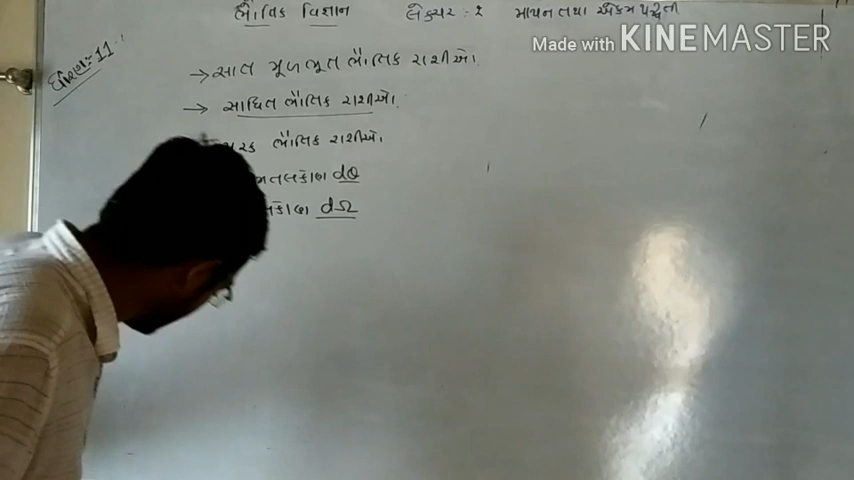 ભૌતિક વિજ્ઞાન લેક્ચર : ૨ માપન તથા એકમ પદ્ધતી
Made with KINEMASTER
ધોરણ:-11
→ સાત મૂળભૂત ભૌતિક રાશીઓ.
→ સાધિત ભૌતિક રાશીઓ.
ભૌતિક રાશીઓ.
dθ
dΩ